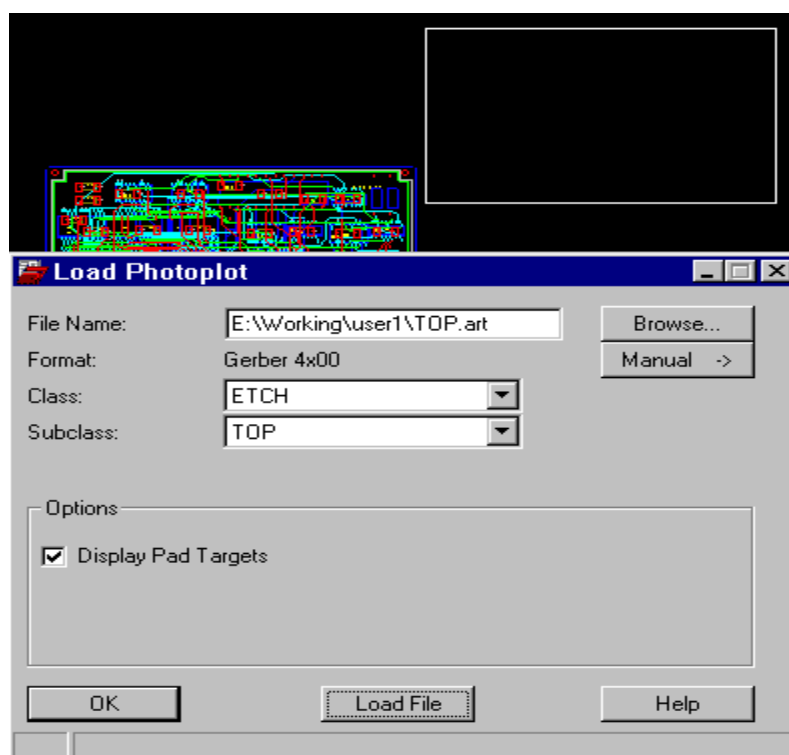 Load Photoplot
File Name: E:\Working\user1\TOP.art Browse...
Format: Gerber 4x00 Manual ->
Class: ETCH
Subclass: TOP
Options
Display Pad Targets
OK Load File Help